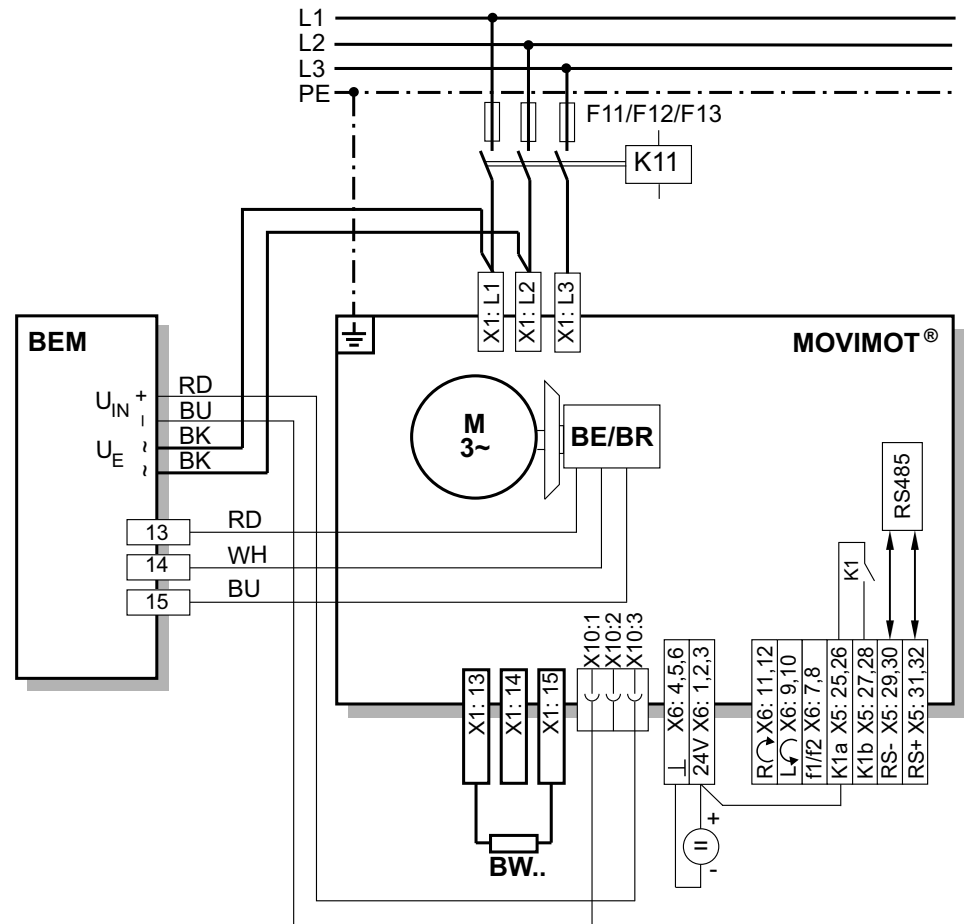 L1
L2
L3
PE
F11/F12/F13
K11
X1: L1
X1: L2
X1: L3
BEM
MOVIMOT®
UIN + RD
– BU
UE ~ BK
~ BK
M
3~
BE/BR
RS485
13 RD
14 WH
15 BU
K1
X10:1
X10:2
X10:3
X1: 13
X1: 14
X1: 15
⊥ X6: 4,5,6
24V X6: 1,2,3
R X6: 11,12
L X6: 9,10
f1/f2 X6: 7,8
K1a X5: 25,26
K1b X5: 27,28
RS- X5: 29,30
RS+ X5: 31,32
+
=
-
BW..